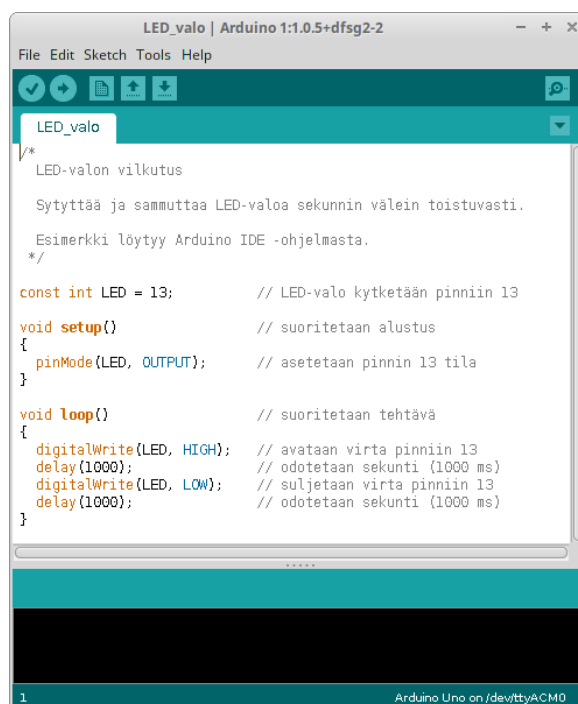 LED_valo | Arduino 1:1.0.5+dfsg2-2
File Edit Sketch Tools Help
LED_valo
/*
  LED-valon vilkutus

  Sytyttää ja sammuttaa LED-valoa sekunnin välein toistuvasti.

  Esimerkki löytyy Arduino IDE -ohjelmasta.
 */

const int LED = 13;          // LED-valo kytketään pinniin 13

void setup()                 // suoritetaan alustus
{
  pinMode(LED, OUTPUT);      // asetetaan pinnin 13 tila
}

void loop()                  // suoritetaan tehtävä
{
  digitalWrite(LED, HIGH);   // avataan virta pinniin 13
  delay(1000);               // odotetaan sekunti (1000 ms)
  digitalWrite(LED, LOW);    // suljetaan virta pinniin 13
  delay(1000);               // odotetaan sekunti (1000 ms)
}
1 Arduino Uno on /dev/ttyACM0